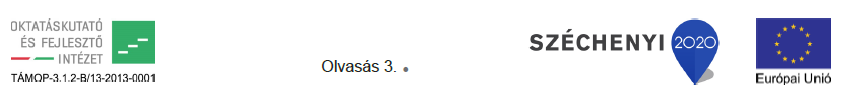 OKTATÁSKUTATÓ
ÉS FEJLESZTŐ
INTÉZET
TÁMOP-3.1.2-B/13-2013-0001
Olvasás 3.
SZÉCHENYI 2020
Európai Unió